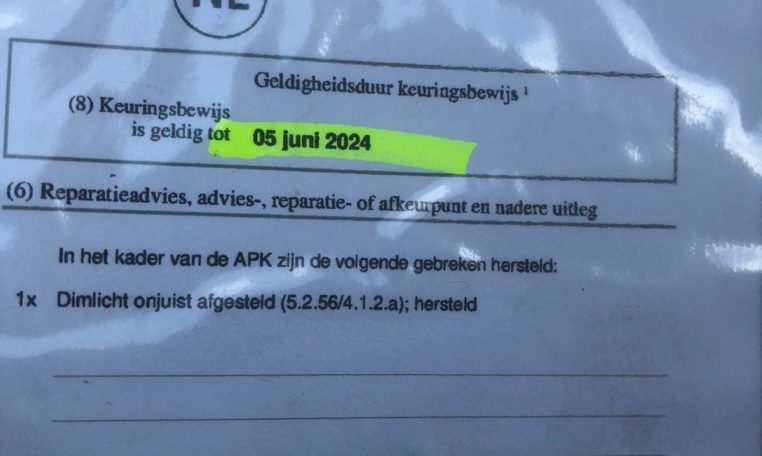 NL
Geldigheidsduur keuringsbewijs ¹
(8) Keuringsbewijs
is geldig tot 05 juni 2024
(6) Reparatieadvies, advies-, reparatie- of afkeurpunt en nadere uitleg
In het kader van de APK zijn de volgende gebreken hersteld:
1x Dimlicht onjuist afgesteld (5.2.56/4.1.2.a); hersteld